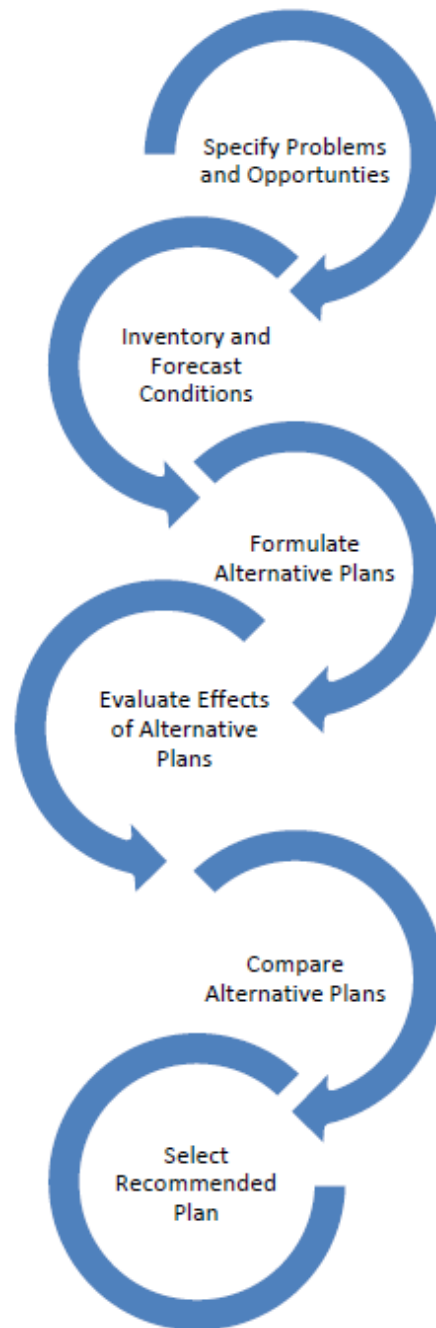 Specify Problems
and Opportunties
Inventory and
Forecast
Conditions
Formulate
Alternative Plans
Evaluate Effects
of Alternative
Plans
Compare
Alternative Plans
Select
Recommended
Plan